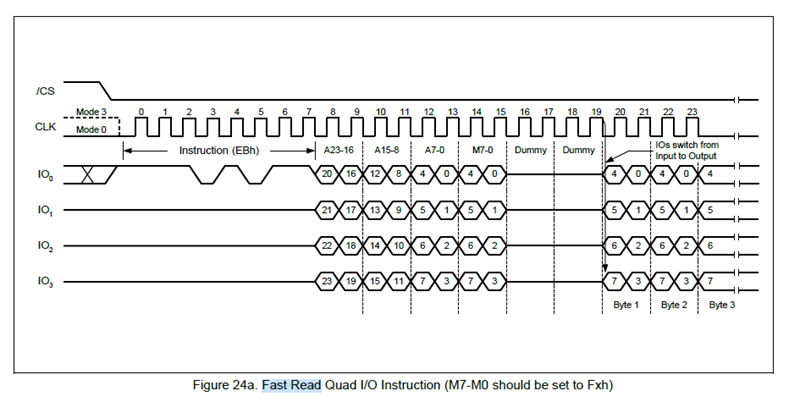 /CS
Mode 3 0 1 2 3 4 5 6 7 8 9 10 11 12 13 14 15 16 17 18 19 20 21 22 23
CLK Mode 0
Instruction (EBh) A23-16 A15-8 A7-0 M7-0 Dummy Dummy IOs switch from
Input to Output
IO0 20 16 12 8 4 0 4 0 4 0 4 0 4
IO1 21 17 13 9 5 1 5 1 5 1 5 1 5
IO2 22 18 14 10 6 2 6 2 6 2 6 2 6
IO3 23 19 15 11 7 3 7 3 7 3 7 3 7
Byte 1 Byte 2 Byte 3
Figure 24a. Fast Read Quad I/O Instruction (M7-M0 should be set to Fxh)